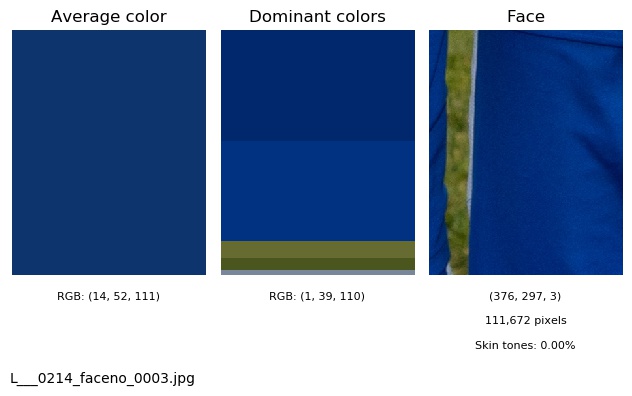 Average color
Dominant colors
Face
RGB: (14, 52, 111)
RGB: (1, 39, 110)
(376, 297, 3)
111,672 pixels
Skin tones: 0.00%
L___0214_faceno_0003.jpg